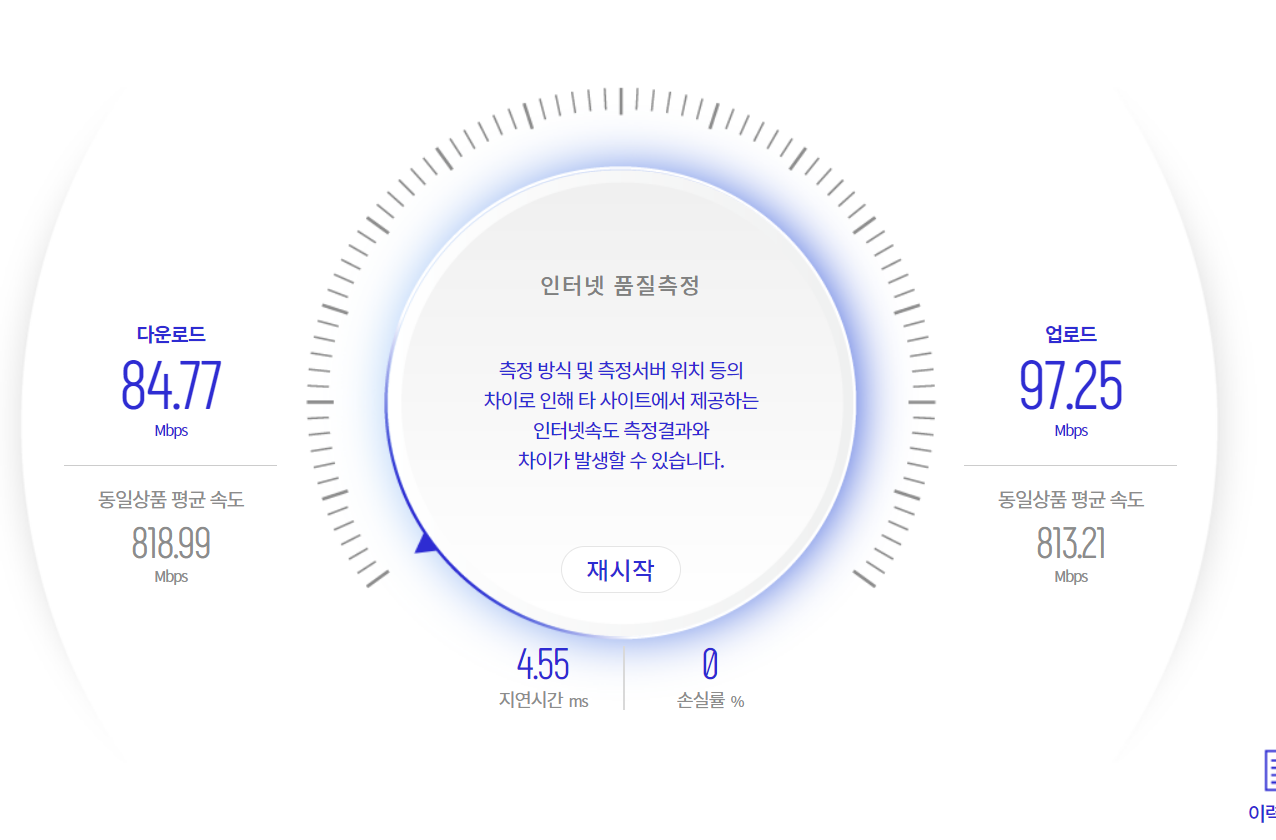 인터넷 품질측정
측정 방식 및 측정서버 위치 등의
차이로 인해 타 사이트에서 제공하는
인터넷속도 측정결과와
차이가 발생할 수 있습니다.
재시작
다운로드
84.77
Mbps
동일상품 평균 속도
818.99
Mbps
업로드
97.25
Mbps
동일상품 평균 속도
813.21
Mbps
4.55
지연시간 ms
0
손실률 %